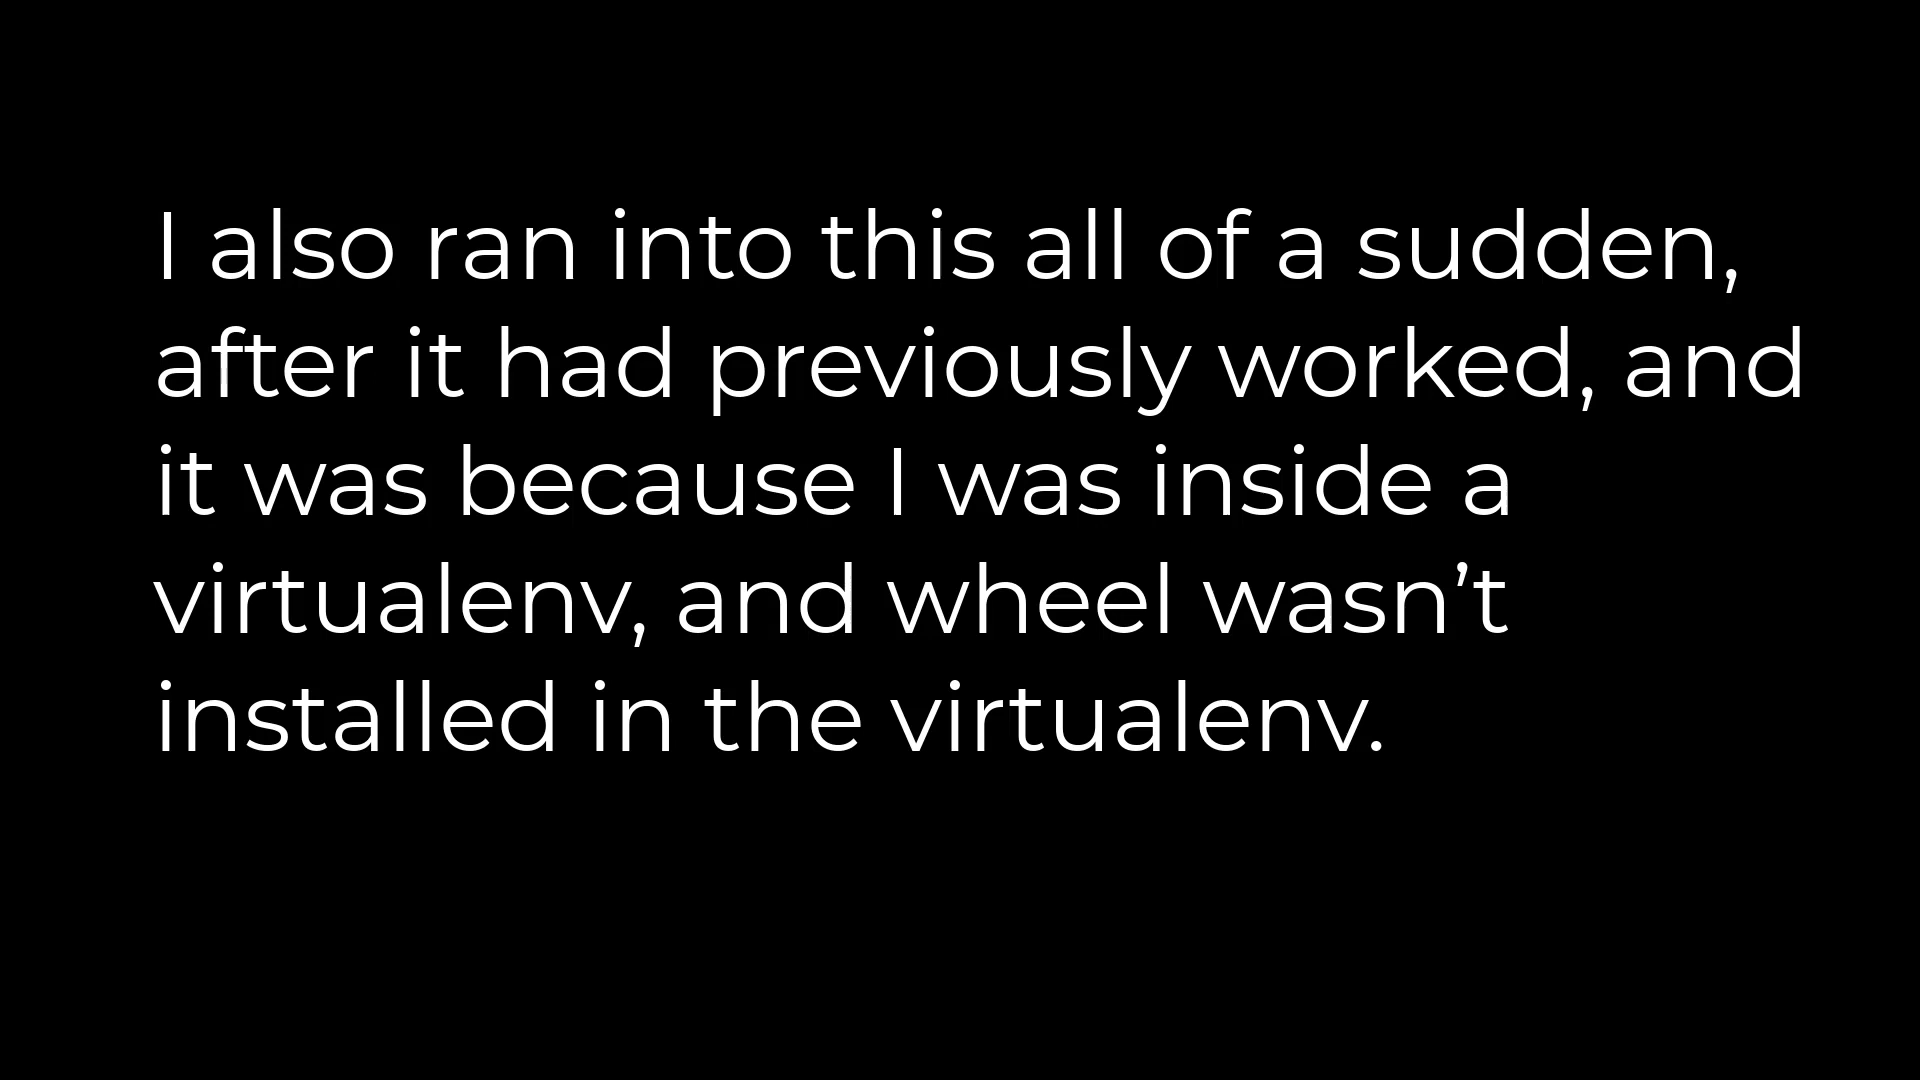 I also ran into this all of a sudden,
after it had previously worked, and
it was because I was inside a
virtualenv, and wheel wasn’t
installed in the virtualenv.